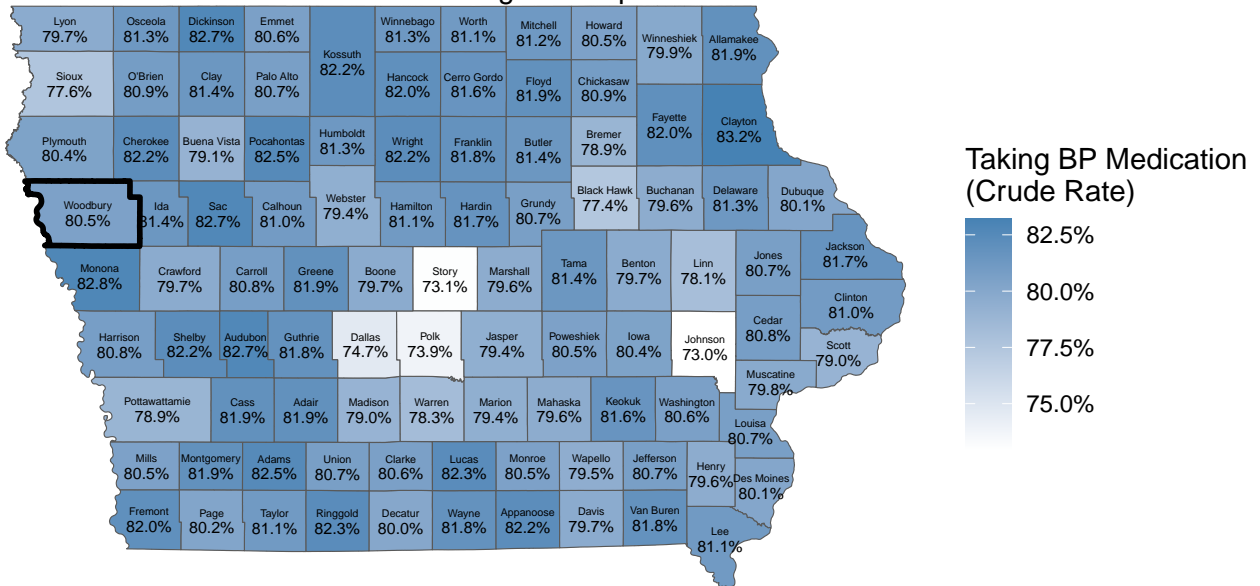 Lyon
79.7%
Osceola
81.3%
Dickinson
82.7%
Emmet
80.6%
Kossuth
82.2%
Winnebago
81.3%
Worth
81.1%
Mitchell
81.2%
Howard
80.5%
Winneshiek
79.9%
Allamakee
81.9%
Sioux
77.6%
O'Brien
80.9%
Clay
81.4%
Palo Alto
80.7%
Hancock
82.0%
Cerro Gordo
81.6%
Floyd
81.9%
Chickasaw
80.9%
Fayette
82.0%
Clayton
83.2%
Plymouth
80.4%
Cherokee
82.2%
Buena Vista
79.1%
Pocahontas
82.5%
Humboldt
81.3%
Wright
82.2%
Franklin
81.8%
Butler
81.4%
Bremer
78.9%
Woodbury
80.5%
Ida
81.4%
Sac
82.7%
Calhoun
81.0%
Webster
79.4%
Hamilton
81.1%
Hardin
81.7%
Grundy
80.7%
Black Hawk
77.4%
Buchanan
79.6%
Delaware
81.3%
Dubuque
80.1%
Monona
82.8%
Crawford
79.7%
Carroll
80.8%
Greene
81.9%
Boone
79.7%
Story
73.1%
Marshall
79.6%
Tama
81.4%
Benton
79.7%
Linn
78.1%
Jones
80.7%
Jackson
81.7%
Clinton
81.0%
Harrison
80.8%
Shelby
82.2%
Audubon
82.7%
Guthrie
81.8%
Dallas
74.7%
Polk
73.9%
Jasper
79.4%
Poweshiek
80.5%
Iowa
80.4%
Johnson
73.0%
Cedar
80.8%
Scott
79.0%
Muscatine
79.8%
Pottawattamie
78.9%
Cass
81.9%
Adair
81.9%
Madison
79.0%
Warren
78.3%
Marion
79.4%
Mahaska
79.6%
Keokuk
81.6%
Washington
80.6%
Louisa
80.7%
Mills
80.5%
Montgomery
81.9%
Adams
82.5%
Union
80.7%
Clarke
80.6%
Lucas
82.3%
Monroe
80.5%
Wapello
79.5%
Jefferson
80.7%
Henry
79.6%
Des Moines
80.1%
Fremont
82.0%
Page
80.2%
Taylor
81.1%
Ringgold
82.3%
Decatur
80.0%
Wayne
81.8%
Appanoose
82.2%
Davis
79.7%
Van Buren
81.8%
Lee
81.1%
Taking BP Medication
(Crude Rate)
82.5%
80.0%
77.5%
75.0%